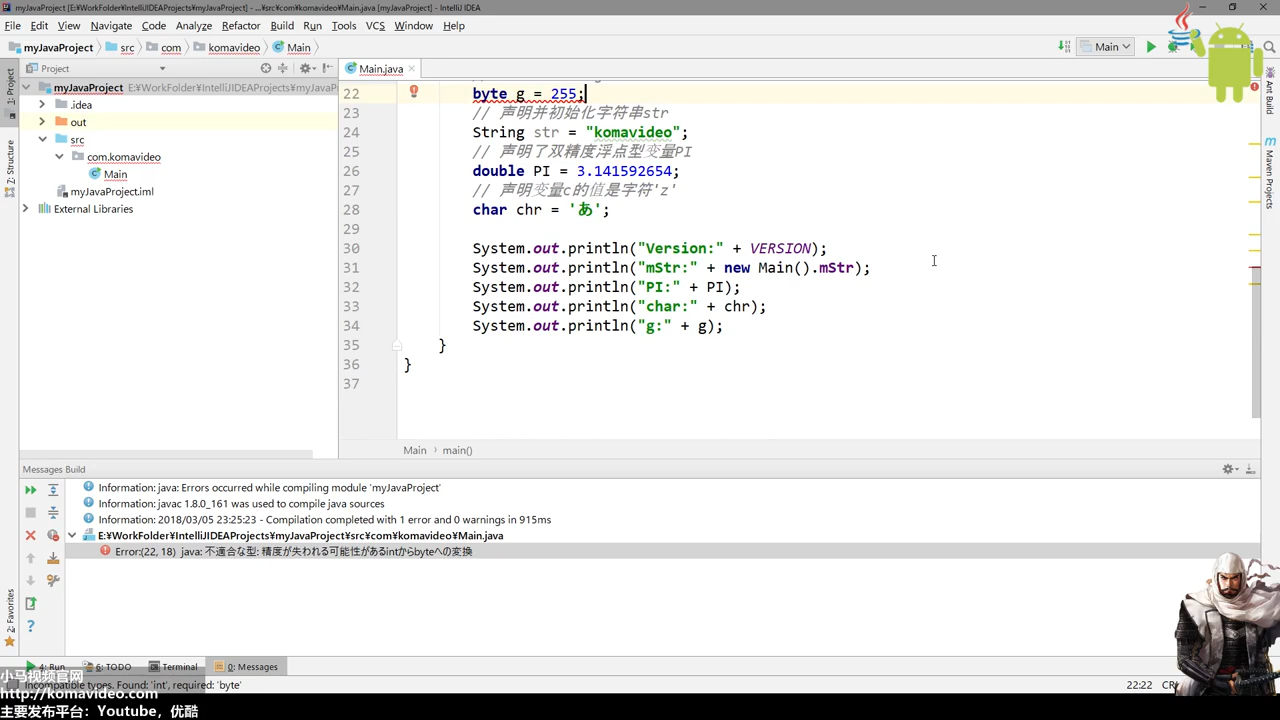 myJavaProject [E:¥WorkFolder¥IntelliJIDEAProjects¥myJavaProject] - ...¥src¥com¥komavideo¥Main.java [myJavaProject] - IntelliJ IDEA
File Edit View Navigate Code Analyze Refactor Build Run Tools VCS Window Help
myJavaProject src com komavideo Main
Main
Project
Main.java
1: Project
7: Structure
2: Favorites
Ant Build
Maven Projects
myJavaProject E:¥WorkFolder¥IntelliJIDEAProjects¥myJava
.idea
out
src
com.komavideo
Main
myJavaProject.iml
External Libraries
22 byte g = 255;
23 // 声明并初始化字符串str
24 String str = "komavideo";
25 // 声明了双精度浮点型变量PI
26 double PI = 3.141592654;
27 // 声明变量c的值是字符'z'
28 char chr = 'あ';
29
30 System.out.println("Version:" + VERSION);
31 System.out.println("mStr:" + new Main().mStr);
32 System.out.println("PI:" + PI);
33 System.out.println("char:" + chr);
34 System.out.println("g:" + g);
35 }
36 }
37
Main › main()
Messages Build
Information: java: Errors occurred while compiling module 'myJavaProject'
Information: javac 1.8.0_161 was used to compile java sources
Information: 2018/03/05 23:25:23 - Compilation completed with 1 error and 0 warnings in 915ms
E:¥WorkFolder¥IntelliJIDEAProjects¥myJavaProject¥src¥com¥komavideo¥Main.java
Error:(22, 18) java: 不適合な型: 精度が失われる可能性があるintからbyteへの変換
4: Run 6: TODO Terminal 0: Messages
小马视频官网
Incompatible types. Found: 'int', required: 'byte'
22:22
http://komavideo.com
主要发布平台：Youtube，优酷